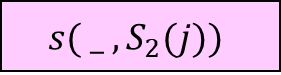 s( _ , S₂(j))